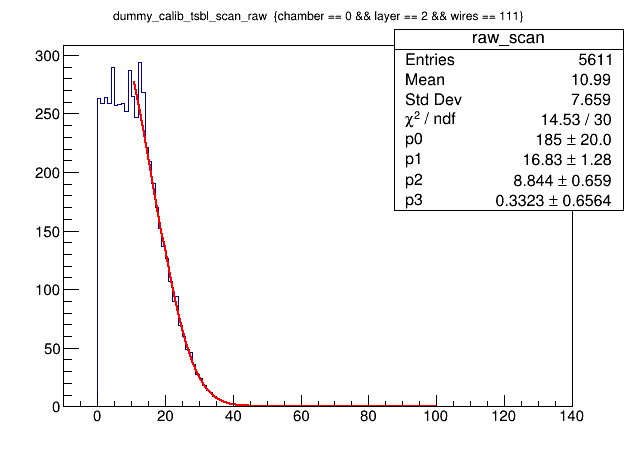 dummy_calib_tsbl_scan_raw {chamber == 0 && layer == 2 && wires == 111}
raw_scan
Entries 5611
Mean 10.99
Std Dev 7.659
χ² / ndf 14.53 / 30
p0 185 ± 20.0
p1 16.83 ± 1.28
p2 8.844 ± 0.659
p3 0.3323 ± 0.6564
300
250
200
150
100
50
0
0 20 40 60 80 100 120 140